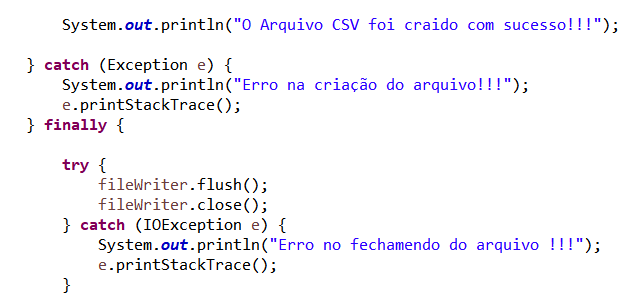 System.out.println("O Arquivo CSV foi craido com sucesso!!!");
} catch (Exception e) {
System.out.println("Erro na criação do arquivo!!!");
e.printStackTrace();
} finally {
try {
fileWriter.flush();
fileWriter.close();
} catch (IOException e) {
System.out.println("Erro no fechamendo do arquivo !!!");
e.printStackTrace();
}